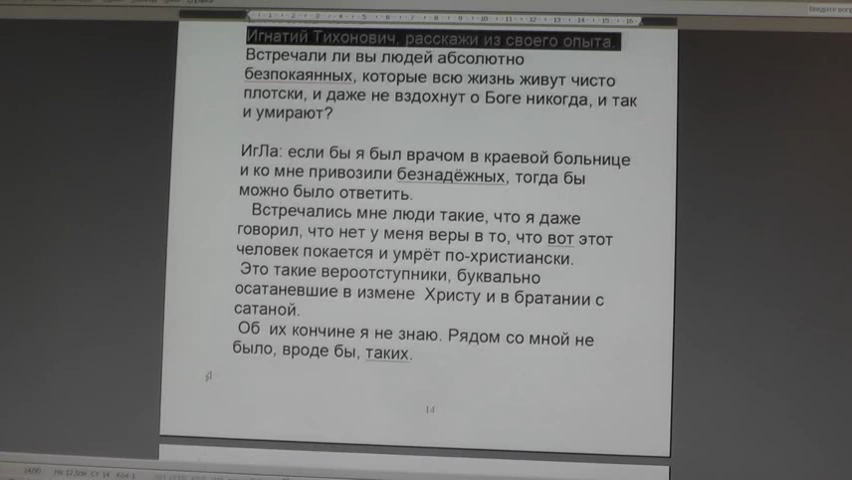 Игнатий Тихонович, расскажи из своего опыта.
Встречали ли вы людей абсолютно
безпокаянных, которые всю жизнь живут чисто
плотски, и даже не вздохнут о Боге никогда, и так
и умирают?
ИгЛа: если бы я был врачом в краевой больнице
и ко мне привозили безнадёжных, тогда бы
можно было ответить.
Встречались мне люди такие, что я даже
говорил, что нет у меня веры в то, что вот этот
человек покается и умрёт по-христиански.
Это такие вероотступники, буквально
осатаневшие в измене Христу и в братании с
сатаной.
Об их кончине я не знаю. Рядом со мной не
было, вроде бы, таких.
14